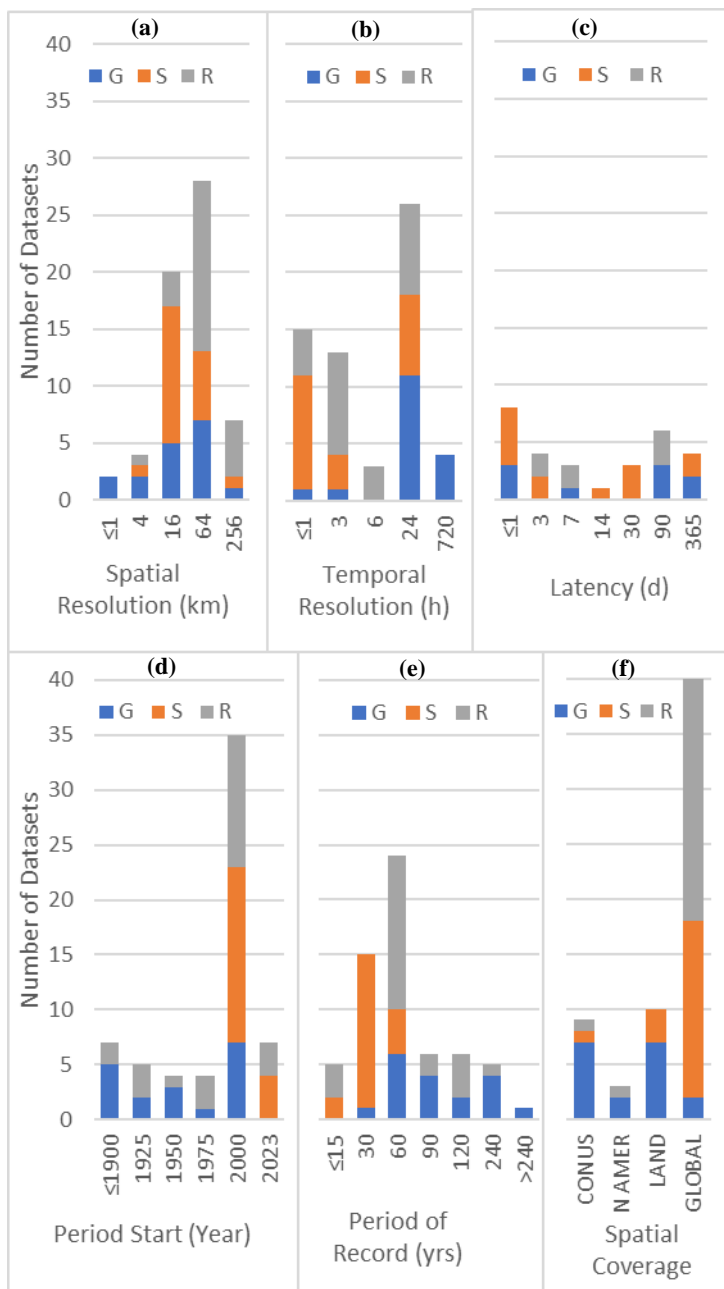 (a) (b) (c)
G S R G S R G S R
40
35
30
25
20
15
10
5
0
Number of Datasets
≤1 4 16 64 256
≤1 3 6 24 720
≤1 3 7 14 30 90 365
Spatial
Resolution (km)
Temporal
Resolution (h)
Latency (d)
(d) (e) (f)
G S R G S R G S R
40
35
30
25
20
15
10
5
0
Number of Datasets
≤1900 1925 1950 1975 2000 2023
≤15 30 60 90 120 240 >240
CONUS N AMER LAND GLOBAL
Period Start (Year)
Period of
Record (yrs)
Spatial
Coverage